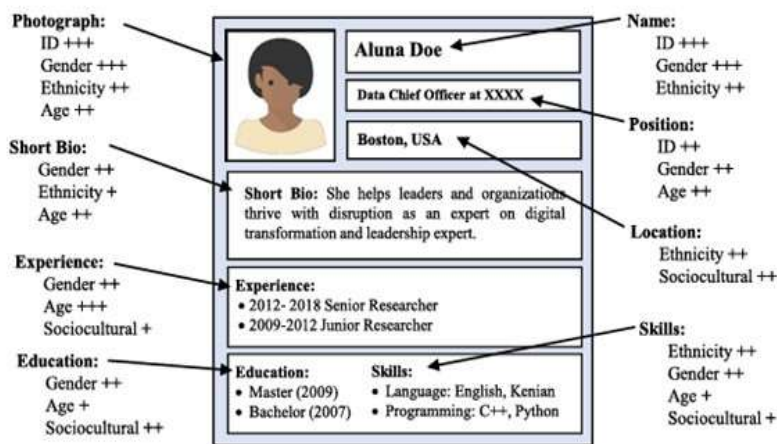 Photograph:
ID +++
Gender +++
Ethnicity ++
Age ++
Short Bio:
Gender ++
Ethnicity +
Age ++
Experience:
Gender ++
Age +++
Sociocultural +
Education:
Gender ++
Age +
Sociocultural ++
Aluna Doe
Data Chief Officer at XXXX
Boston, USA
Short Bio: She helps leaders and organizations
thrive with disruption as an expert on digital
transformation and leadership expert.
Experience:
• 2012- 2018 Senior Researcher
• 2009-2012 Junior Researcher
Education:
• Master (2009)
• Bachelor (2007)
Skills:
• Language: English, Kenian
• Programming: C++, Python
Name:
ID +++
Gender +++
Ethnicity ++
Position:
ID ++
Gender ++
Age ++
Location:
Ethnicity ++
Sociocultural ++
Skills:
Ethnicity ++
Gender ++
Age +
Sociocultural +